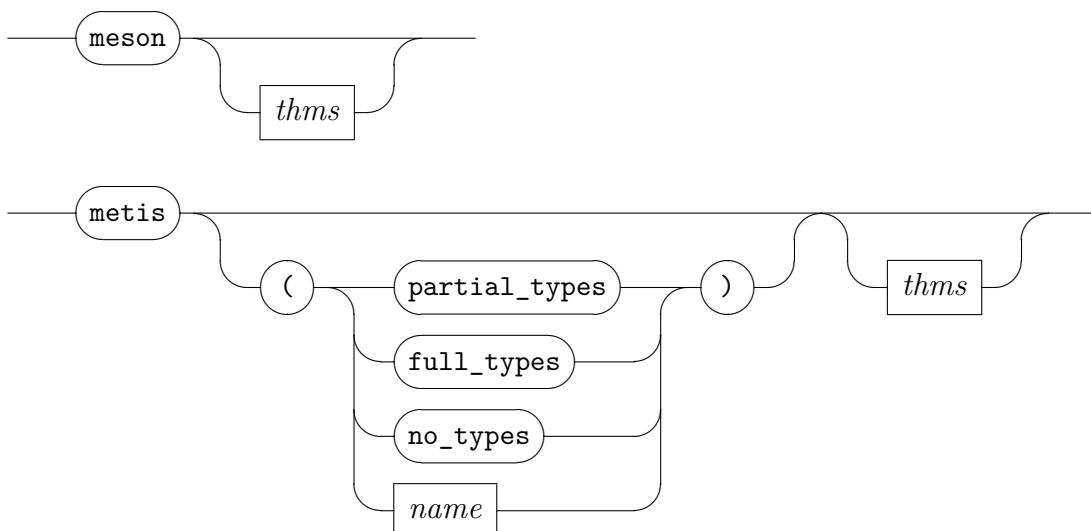 meson
thms
metis
( partial_types ) thms
full_types
no_types
name